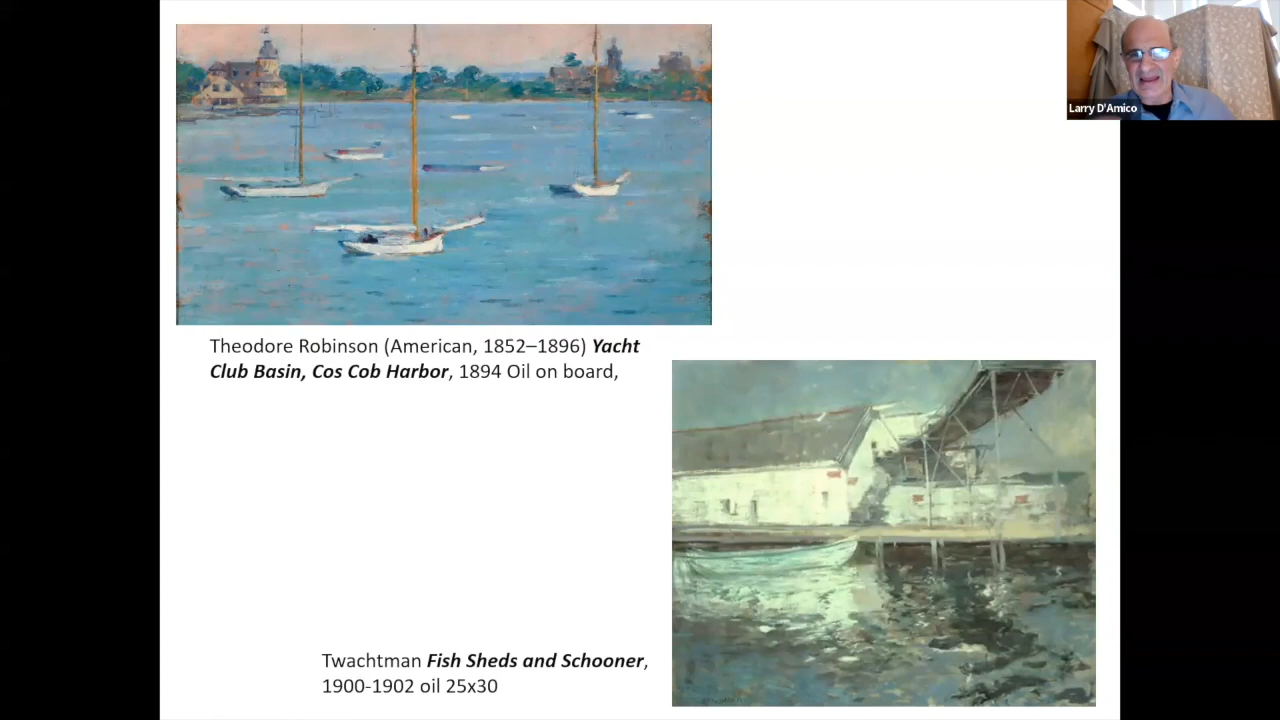 Larry D'Amico
Theodore Robinson (American, 1852–1896) Yacht
Club Basin, Cos Cob Harbor, 1894 Oil on board,
Twachtman Fish Sheds and Schooner,
1900-1902 oil 25x30